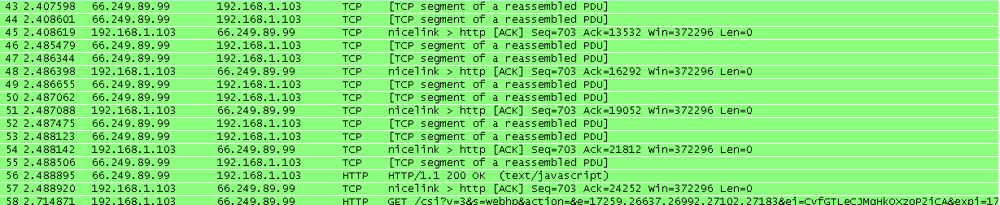 43 2.407598 66.249.89.99 192.168.1.103 TCP [TCP segment of a reassembled PDU]
44 2.408601 66.249.89.99 192.168.1.103 TCP [TCP segment of a reassembled PDU]
45 2.408619 192.168.1.103 66.249.89.99 TCP nicelink > http [ACK] Seq=703 Ack=13532 Win=372296 Len=0
46 2.485479 66.249.89.99 192.168.1.103 TCP [TCP segment of a reassembled PDU]
47 2.486344 66.249.89.99 192.168.1.103 TCP [TCP segment of a reassembled PDU]
48 2.486398 192.168.1.103 66.249.89.99 TCP nicelink > http [ACK] Seq=703 Ack=16292 Win=372296 Len=0
49 2.486655 66.249.89.99 192.168.1.103 TCP [TCP segment of a reassembled PDU]
50 2.487062 66.249.89.99 192.168.1.103 TCP [TCP segment of a reassembled PDU]
51 2.487088 192.168.1.103 66.249.89.99 TCP nicelink > http [ACK] Seq=703 Ack=19052 Win=372296 Len=0
52 2.487475 66.249.89.99 192.168.1.103 TCP [TCP segment of a reassembled PDU]
53 2.488123 66.249.89.99 192.168.1.103 TCP [TCP segment of a reassembled PDU]
54 2.488142 192.168.1.103 66.249.89.99 TCP nicelink > http [ACK] Seq=703 Ack=21812 Win=372296 Len=0
55 2.488506 66.249.89.99 192.168.1.103 TCP [TCP segment of a reassembled PDU]
56 2.488895 66.249.89.99 192.168.1.103 HTTP HTTP/1.1 200 OK (text/javascript)
57 2.488920 192.168.1.103 66.249.89.99 TCP nicelink > http [ACK] Seq=703 Ack=24252 Win=372296 Len=0
58 2.714871 192.168.1.103 66.249.89.99 HTTP GET